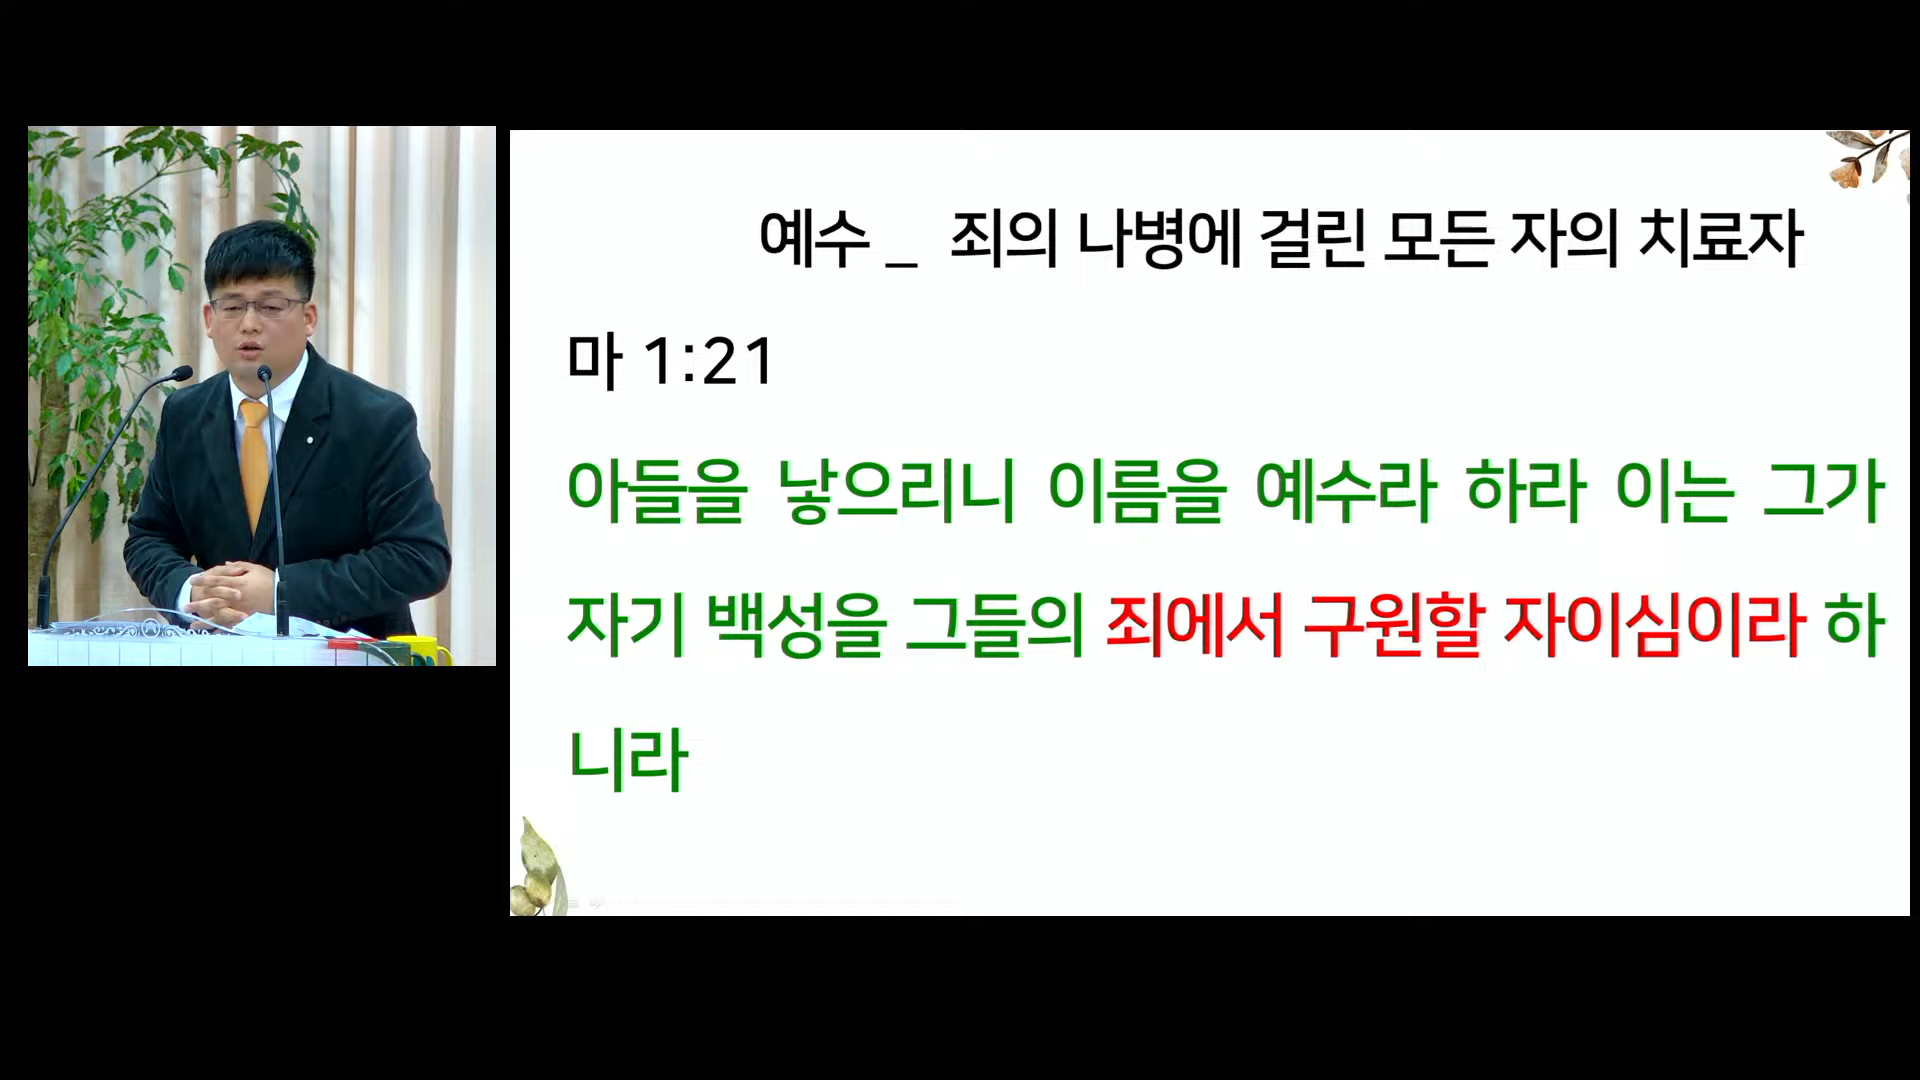 예수 _ 죄의 나병에 걸린 모든 자의 치료자
마 1:21
아들을 낳으리니 이름을 예수라 하라 이는 그가
자기 백성을 그들의 죄에서 구원할 자이심이라 하
니라